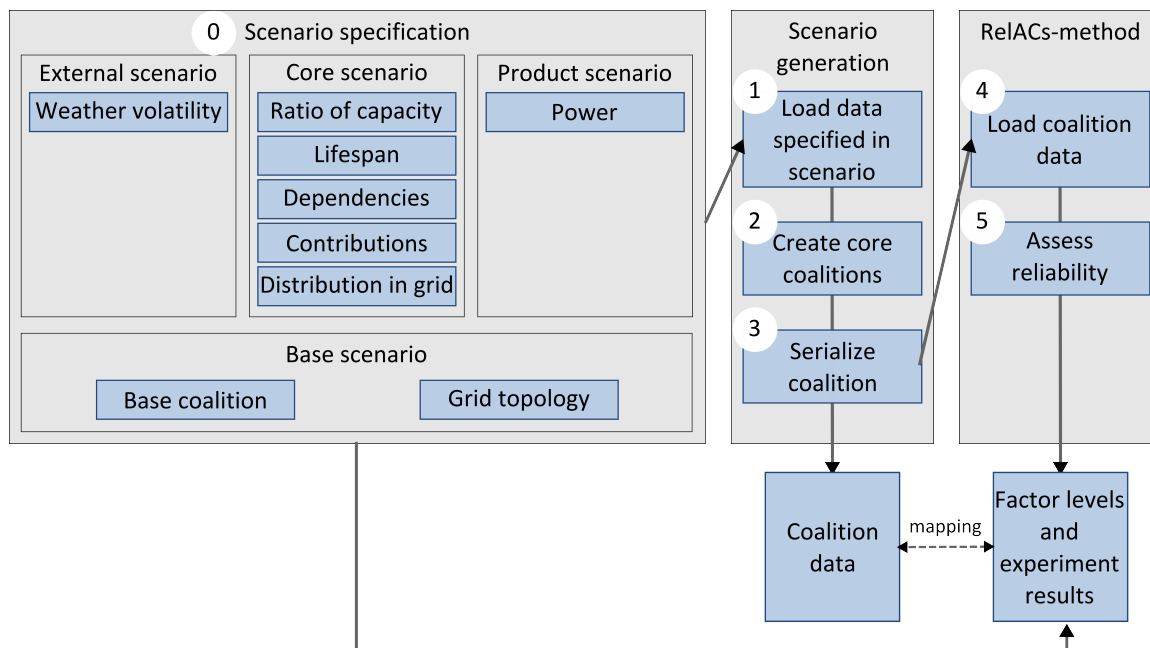 0
Scenario specification
External scenario
Weather volatility
Core scenario
Ratio of capacity
Lifespan
Dependencies
Contributions
Distribution in grid
Product scenario
Power
Base scenario
Base coalition
Grid topology
Scenario
generation
1
Load data
specified in
scenario
2
Create core
coalitions
3
Serialize
coalition
RelACs-method
4
Load coalition
data
5
Assess
reliability
Coalition
data
mapping
Factor levels
and
experiment
results